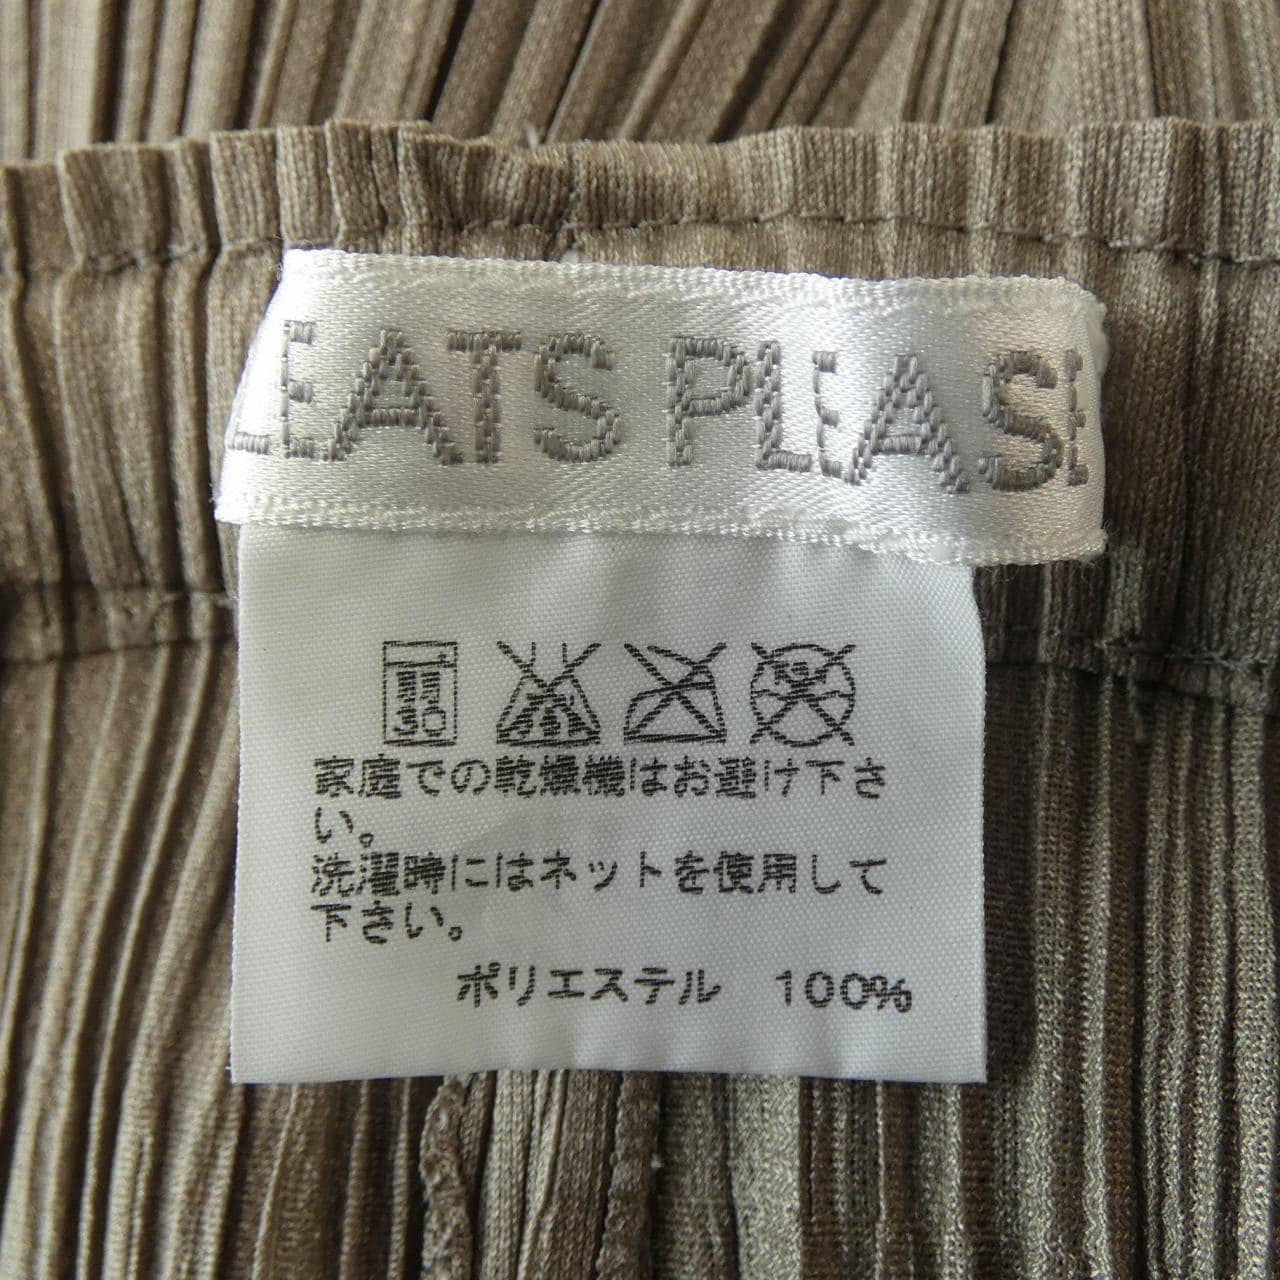 LEATS PLEASE
30
家庭での乾燥機はお避け下さ
い。
洗濯時にはネットを使用して
下さい。
ポリエステル 100%